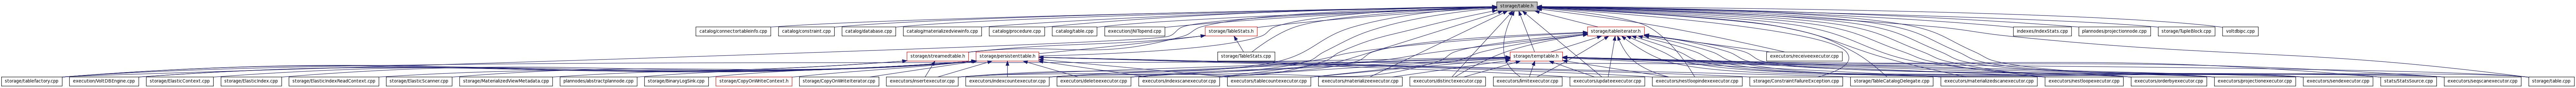 storage/table.h
catalog/connectortableinfo.cpp
catalog/constraint.cpp
catalog/database.cpp
catalog/materializedviewinfo.cpp
catalog/procedure.cpp
catalog/table.cpp
execution/JNITopend.cpp
storage/TableStats.h
storage/tableiterator.h
indexes/indexStats.cpp
plannodes/projectionnode.cpp
storage/TupleBlock.cpp
voltdbipc.cpp
storage/streamedtable.h
storage/persistenttable.h
storage/TableStats.cpp
storage/temptable.h
executors/receiveexecutor.cpp
storage/tablefactory.cpp
execution/VoltDBEngine.cpp
storage/ElasticContext.cpp
storage/ElasticIndex.cpp
storage/ElasticIndexReadContext.cpp
storage/ElasticScanner.cpp
storage/MaterializedViewMetadata.cpp
plannodes/abstractplannode.cpp
storage/BinaryLogSink.cpp
storage/CopyOnWriteContext.h
storage/CopyOnWriteIterator.cpp
executors/insertexecutor.cpp
executors/indexcountexecutor.cpp
executors/deleteexecutor.cpp
executors/indexscanexecutor.cpp
executors/tablecountexecutor.cpp
executors/materializeexecutor.cpp
executors/distinctexecutor.cpp
executors/limitexecutor.cpp
executors/updateexecutor.cpp
executors/nestloopindexexecutor.cpp
storage/ConstraintFailureException.cpp
storage/TableCatalogDelegate.cpp
executors/materializedscanexecutor.cpp
executors/nestloopexecutor.cpp
executors/orderbyexecutor.cpp
executors/projectionexecutor.cpp
executors/sendexecutor.cpp
stats/StatsSource.cpp
executors/seqscanexecutor.cpp
storage/table.cpp